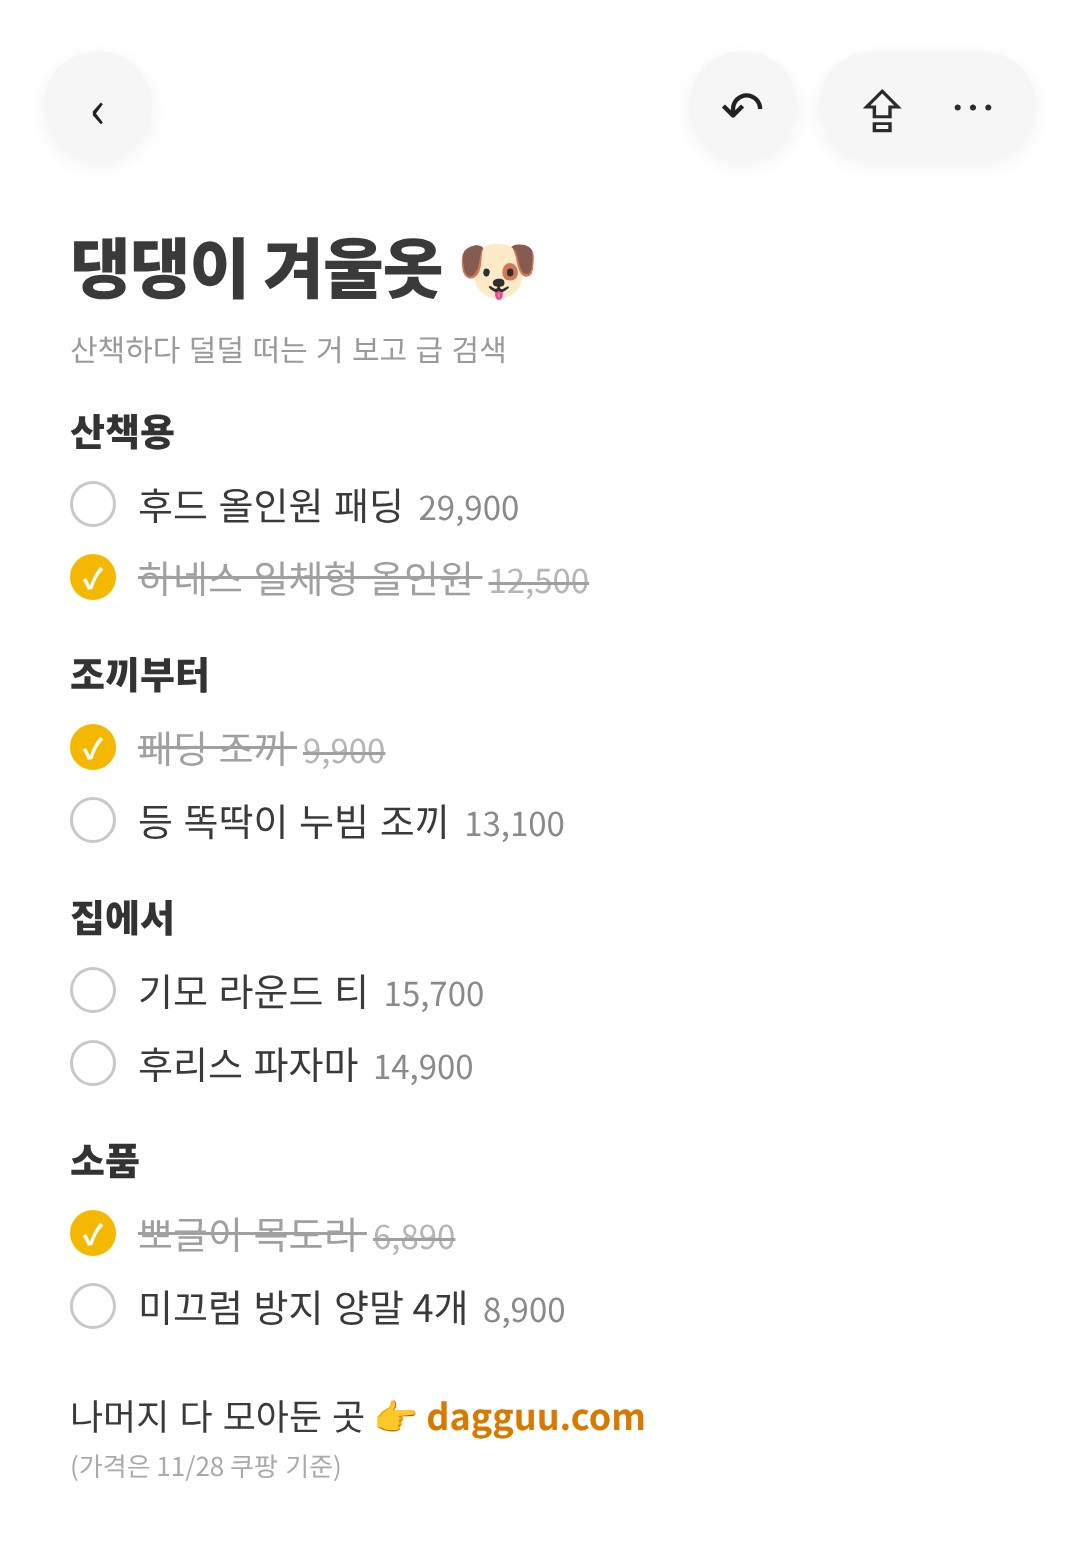 댕댕이 겨울옷 🐶
산책하다 덜덜 떠는 거 보고 급 검색
산책용
후드 올인원 패딩 29,900
하네스 일체형 올인원 12,500
조끼부터
패딩 조끼 9,900
등 똑딱이 누빔 조끼 13,100
집에서
기모 라운드 티 15,700
후리스 파자마 14,900
소품
뽀글이 목도리 6,890
미끄럼 방지 양말 4개 8,900
나머지 다 모아둔 곳 👉 dagguu.com
(가격은 11/28 쿠팡 기준)